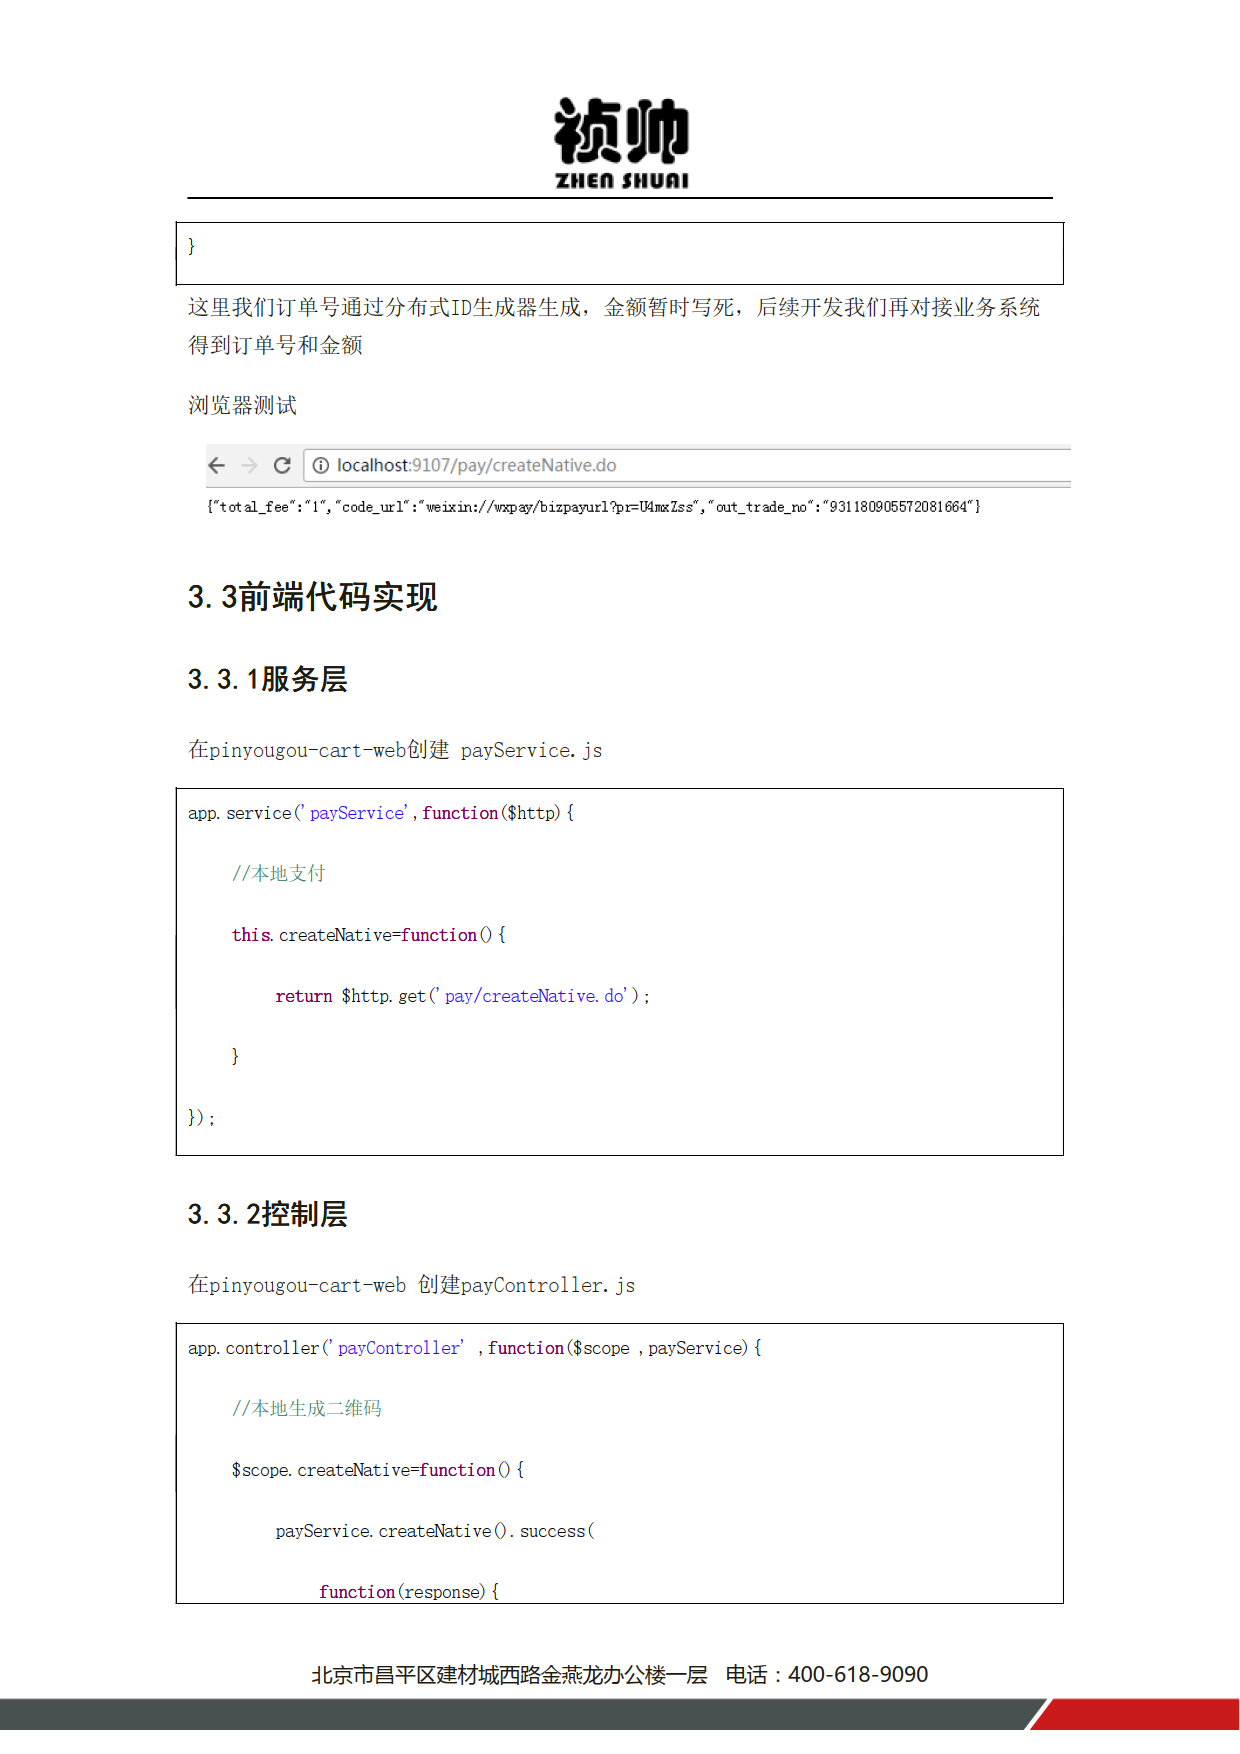 祯帅
ZHEN SHUAI
}
这里我们订单号通过分布式ID生成器生成，金额暂时写死，后续开发我们再对接业务系统
得到订单号和金额
浏览器测试
localhost:9107/pay/createNative.do
{"total_fee":"1","code_url":"weixin://wxpay/bizpayurl?pr=U4mxZss","out_trade_no":"931180905572081664"}
3.3前端代码实现
3.3.1服务层
在pinyougou-cart-web创建 payService.js
app.service('payService',function($http){
//本地支付
this.createNative=function(){
return $http.get('pay/createNative.do');
}
});
3.3.2控制层
在pinyougou-cart-web 创建payController.js
app.controller('payController' ,function($scope ,payService){
//本地生成二维码
$scope.createNative=function(){
payService.createNative().success(
function(response){
北京市昌平区建材城西路金燕龙办公楼一层 电话：400-618-9090